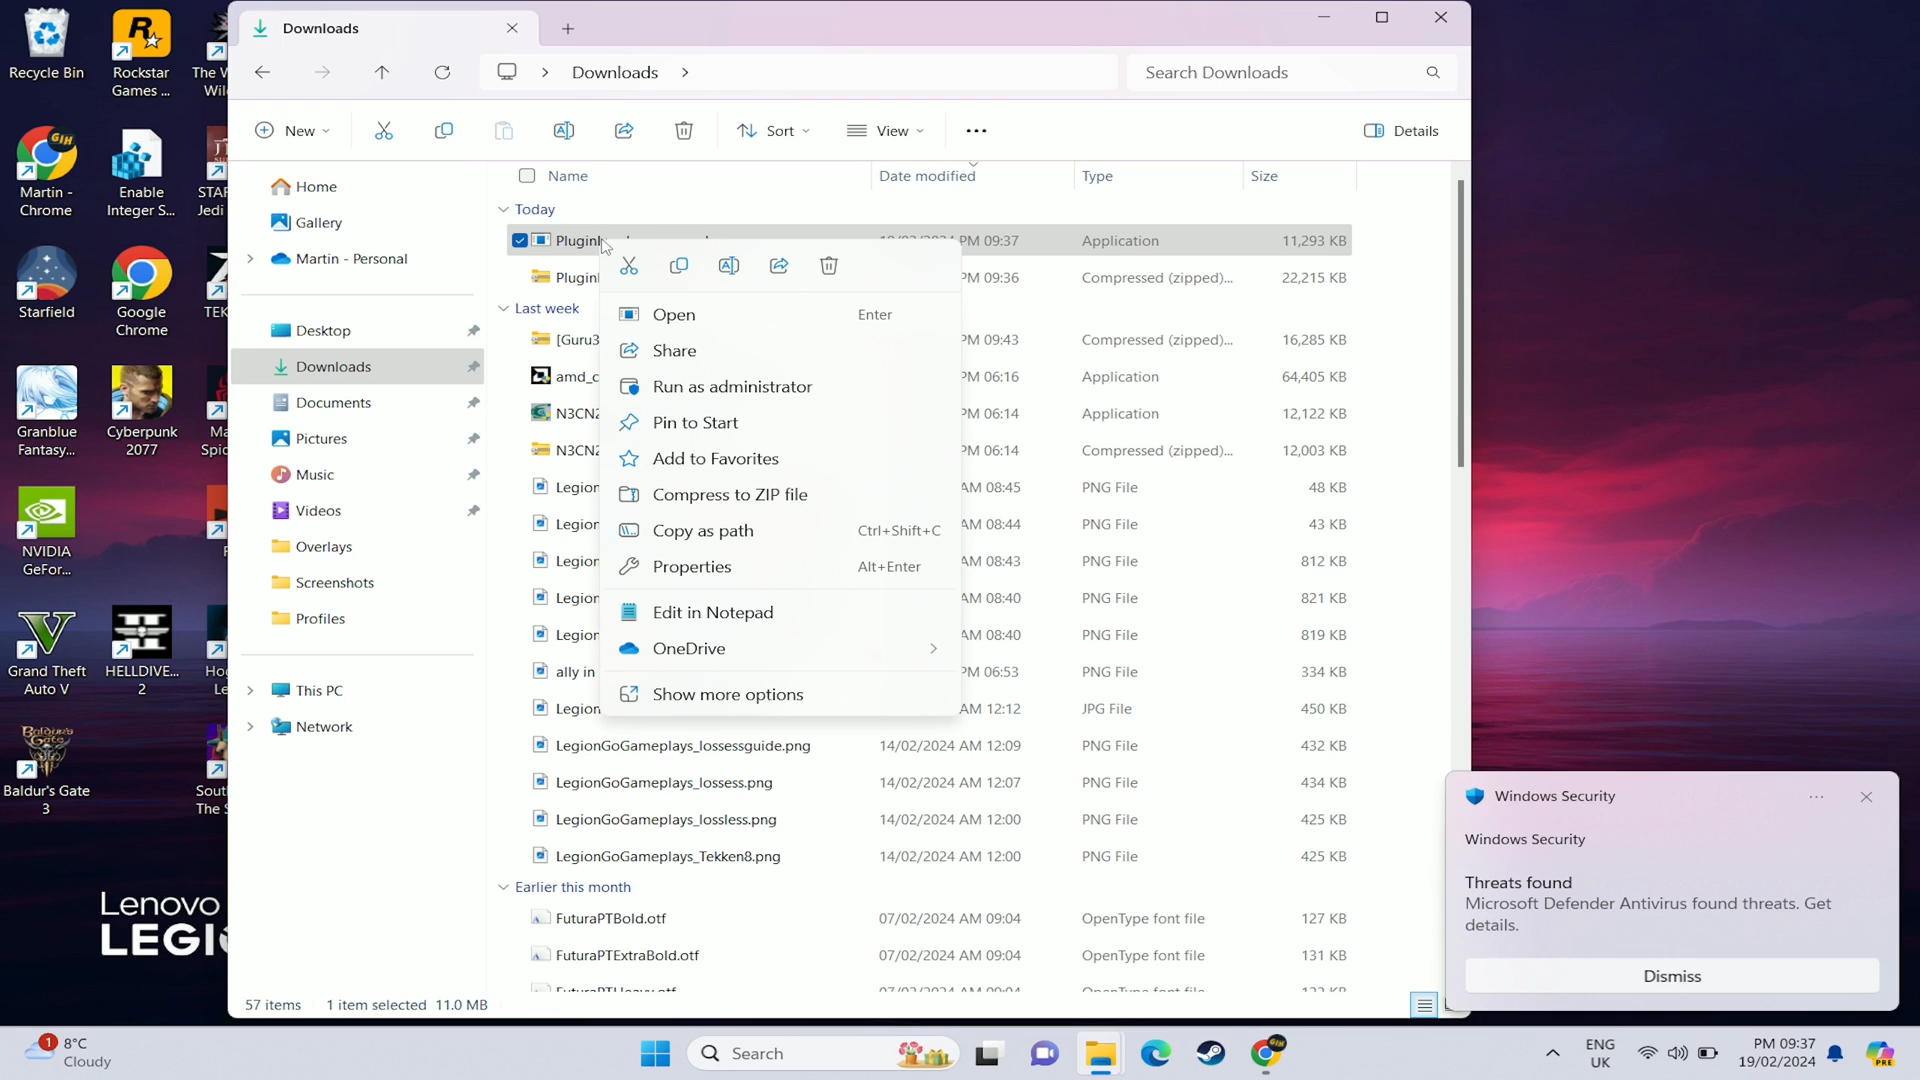 Downloads
Downloads
Search Downloads
New
Sort
View
Details
Name
Date modified
Type
Size
Today
PM 09:37
Application
11,293 KB
PM 09:36
Compressed (zipped)...
22,215 KB
Last week
[Guru3
PM 09:43
Compressed (zipped)...
16,285 KB
amd_c
PM 06:16
Application
64,405 KB
PM 06:14
Application
12,122 KB
PM 06:14
Compressed (zipped)...
12,003 KB
Legion
AM 08:45
PNG File
48 KB
Legion
AM 08:44
PNG File
43 KB
Legion
AM 08:43
PNG File
812 KB
Legion
AM 08:40
PNG File
821 KB
Legion
AM 08:40
PNG File
819 KB
ally in
PM 06:53
PNG File
334 KB
Legion
AM 12:12
JPG File
450 KB
LegionGoGameplays_lossessguide.png
14/02/2024 AM 12:09
PNG File
432 KB
LegionGoGameplays_lossess.png
14/02/2024 AM 12:07
PNG File
434 KB
LegionGoGameplays_lossless.png
14/02/2024 AM 12:00
PNG File
425 KB
LegionGoGameplays_Tekken8.png
14/02/2024 AM 12:00
PNG File
425 KB
Earlier this month
FuturaPTBold.otf
07/02/2024 AM 09:04
OpenType font file
127 KB
FuturaPTExtraBold.otf
07/02/2024 AM 09:04
OpenType font file
131 KB
Open
Enter
Share
Run as administrator
Pin to Start
Add to Favorites
Compress to ZIP file
Copy as path
Ctrl+Shift+C
Properties
Alt+Enter
Edit in Notepad
OneDrive
Show more options
Home
Gallery
Martin - Personal
Desktop
Downloads
Documents
Pictures
Music
Videos
Overlays
Screenshots
Profiles
This PC
Network
57 items
1 item selected 11.0 MB
Recycle Bin
Rockstar
Games ...
The W
Martin -
Chrome
Enable
Integer S...
STAR
Jedi
Starfield
Google
Chrome
TEK
Granblue
Fantasy...
Cyberpunk
2077
Ma
Spic
NVIDIA
GeFor...
Grand Theft
Auto V
HELLDIVE...
2
Baldur's Gate
3
Sout
The S
Lenovo
LEGI
Windows Security
Windows Security
Threats found
Microsoft Defender Antivirus found threats. Get
details.
Dismiss
1
8°C
Cloudy
Search
ENG
UK
PM 09:37
19/02/2024
PRE